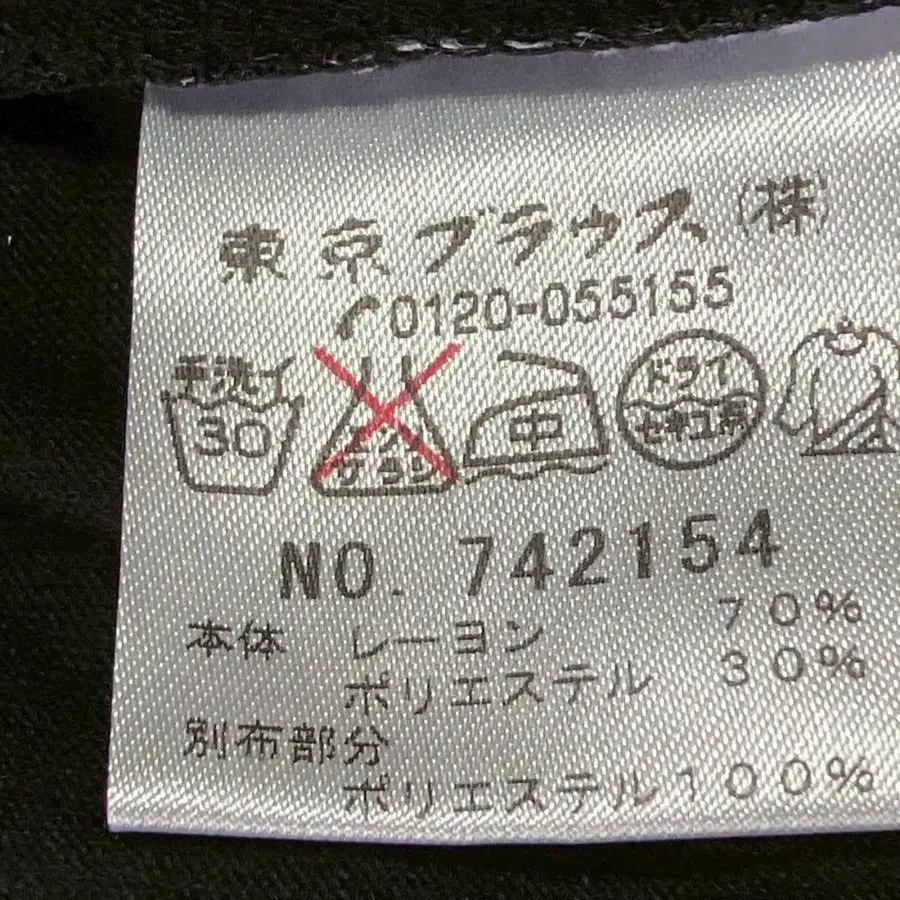 東京ブラウス(株)
0120-055155
手洗イ 30 エンソ サラシ 中 ドライ セキユ系
NO. 742154
本体 レーヨン 70%
ポリエステル 30%
別布部分
ポリエステル100%